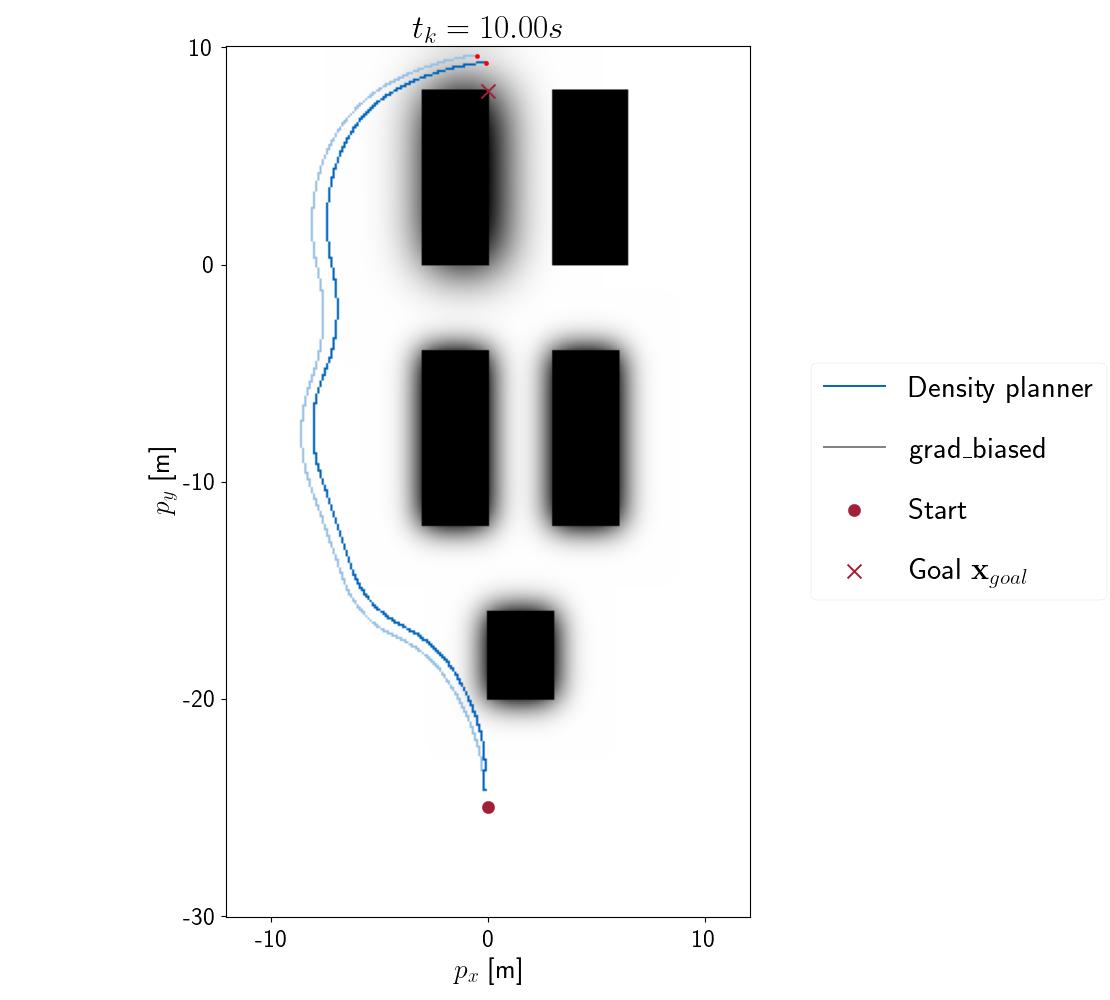 t_k = 10.00s
10
0
-10
-20
-30
p_y [m]
-10
0
10
p_x [m]
Density planner
grad_biased
Start
Goal x_goal